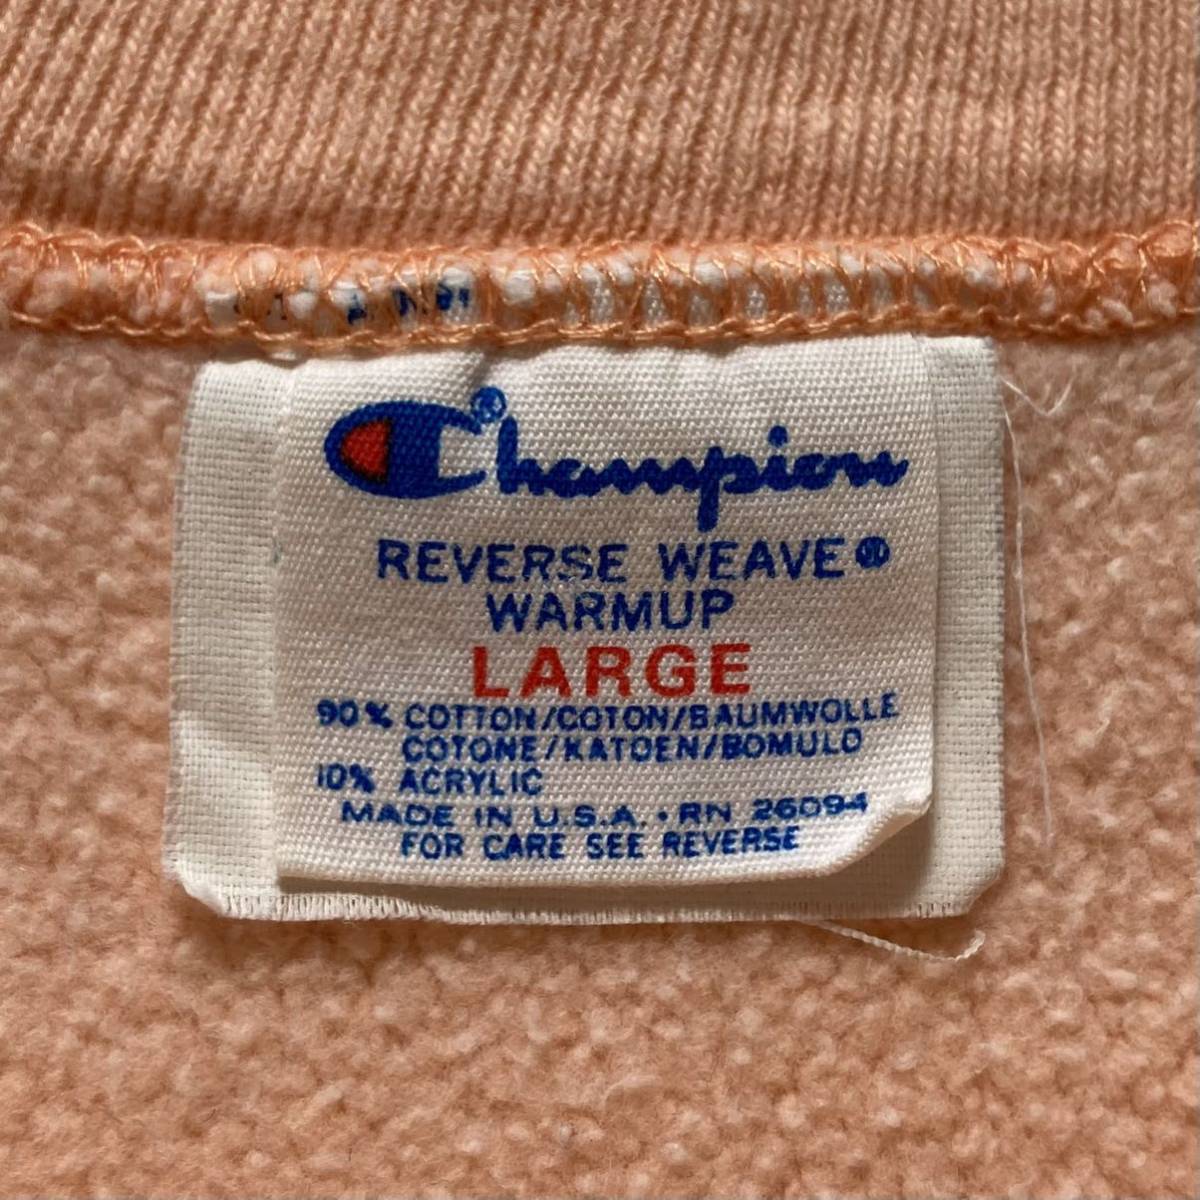 Champion®
REVERSE WEAVE®
WARMUP
LARGE
90% COTTON/COTON/BAUMWOLLE
COTONE/KATOEN/BOMULD
10% ACRYLIC
MADE IN U.S.A. • RN 26094
FOR CARE SEE REVERSE